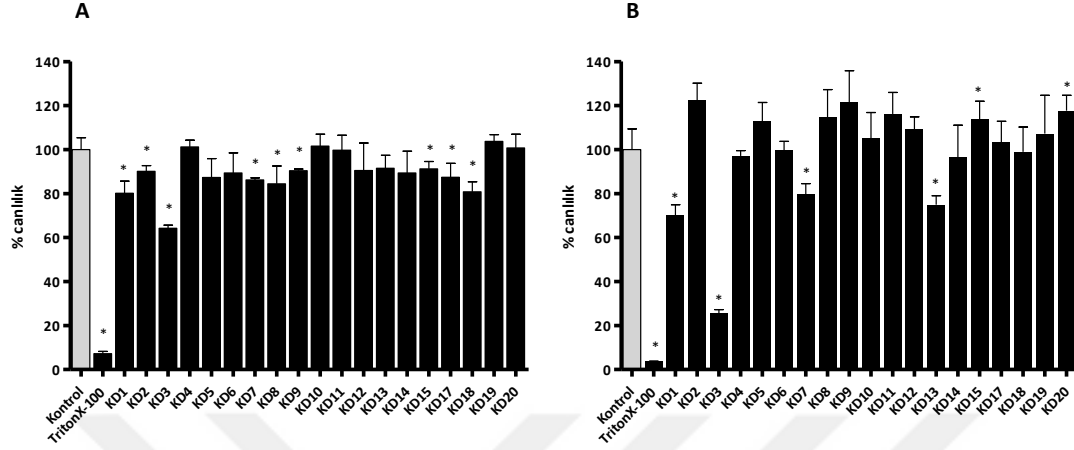 A
B
% canlılık
140
120
100
80
60
40
20
0
* * * * * * * * * *
Kontrol
TritonX-100
KD1
KD2
KD3
KD4
KD5
KD6
KD7
KD8
KD9
KD10
KD11
KD12
KD13
KD14
KD15
KD17
KD18
KD19
KD20
% canlılık
140
120
100
80
60
40
20
0
* * * * * * *
Kontrol
TritonX-100
KD1
KD2
KD3
KD4
KD5
KD6
KD7
KD8
KD9
KD10
KD11
KD12
KD13
KD14
KD15
KD17
KD18
KD19
KD20